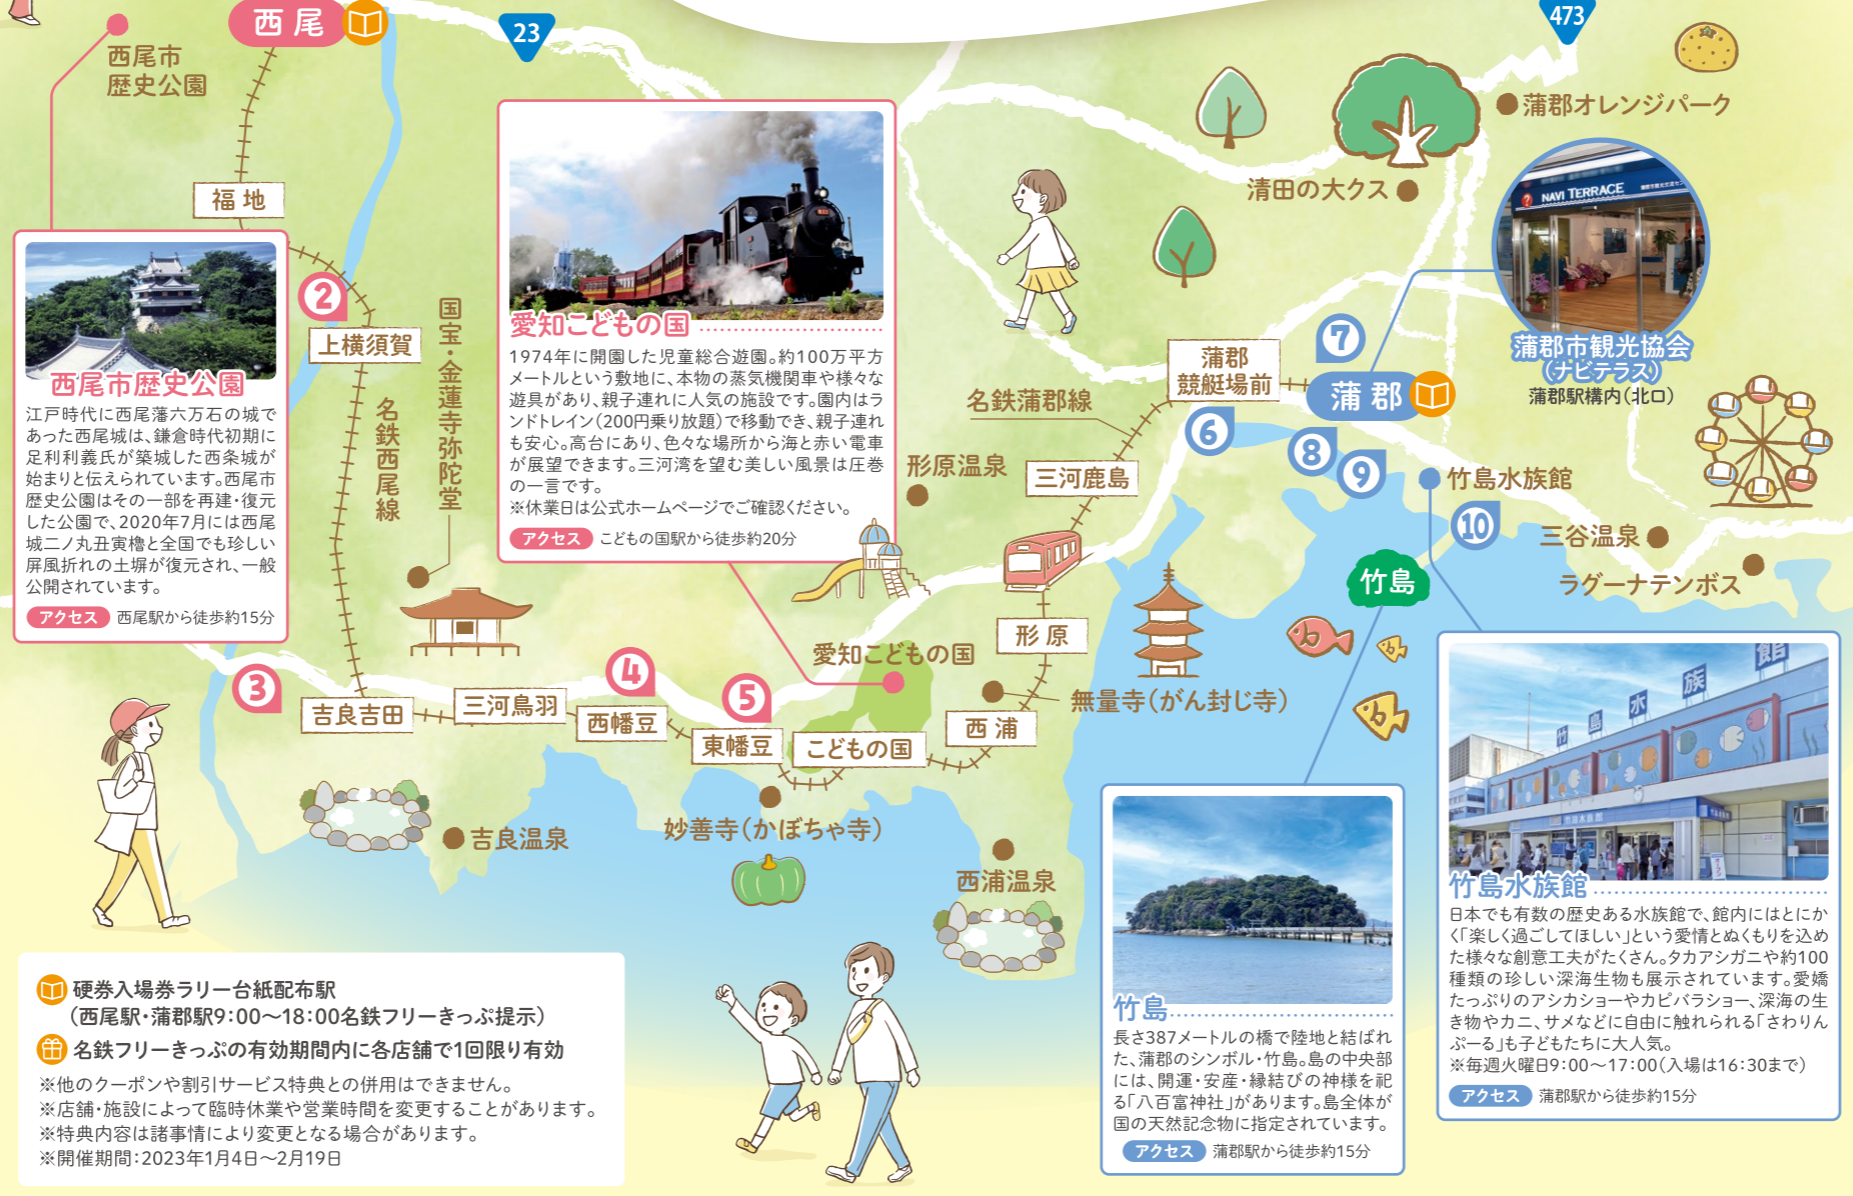 西尾
23
473
西尾市
歴史公園
福地
2
上横須賀
国宝・金蓮寺弥陀堂
名鉄西尾線
西尾市歴史公園
江戸時代に西尾藩六万石の城で
あった西尾城は、鎌倉時代初期に
足利利義氏が築城した西条城が
始まりと伝えられています。西尾市
歴史公園はその一部を再建・復元
した公園で、2020年7月には西尾
城二ノ丸丑寅櫓と全国でも珍しい
屏風折れの土塀が復元され、一般
公開されています。
アクセス 西尾駅から徒歩約15分
愛知こどもの国
1974年に開園した児童総合遊園。約100万平方
メートルという敷地に、本物の蒸気機関車や様々な
遊具があり、親子連れに人気の施設です。園内はラ
ンドトレイン(200円乗り放題)で移動でき、親子連れ
も安心。高台にあり、色々な場所から海と赤い電車
が展望できます。三河湾を望む美しい風景は圧巻
の一言です。
※休業日は公式ホームページでご確認ください。
アクセス こどもの国駅から徒歩約20分
蒲郡オレンジパーク
清田の大クス
NAVI TERRACE
蒲郡市観光協会
(ナビテラス)
蒲郡駅構内(北口)
7
蒲郡
競艇場前
蒲郡
名鉄蒲郡線
6
8
9
形原温泉
三河鹿島
竹島水族館
10
三谷温泉
ラグーナテンボス
竹島
形原
愛知こどもの国
無量寺(がん封じ寺)
3
4
5
吉良吉田
三河鳥羽
西幡豆
東幡豆
こどもの国
西浦
吉良温泉
妙善寺(かぼちゃ寺)
西浦温泉
竹島
長さ387メートルの橋で陸地と結ばれ
た、蒲郡のシンボル・竹島。島の中央部
には、開運・安産・縁結びの神様を祀
る「八百富神社」があります。島全体が
国の天然記念物に指定されています。
アクセス 蒲郡駅から徒歩約15分
竹島水族館
竹島水族館
竹島水族館
日本でも有数の歴史ある水族館で、館内にはとにか
く「楽しく過ごしてほしい」という愛情とぬくもりを込め
た様々な創意工夫がたくさん。タカアシガニや約100
種類の珍しい深海生物も展示されています。愛嬌
たっぷりのアシカショーやカピバラショー、深海の生
き物やカニ、サメなどに自由に触れられる「さわりん
ぷーる」も子どもたちに大人気。
※毎週火曜日9:00〜17:00(入場は16:30まで)
アクセス 蒲郡駅から徒歩約15分
硬券入場券ラリー台紙配布駅
(西尾駅・蒲郡駅9:00〜18:00名鉄フリーきっぷ提示)
名鉄フリーきっぷの有効期間内に各店舗で1回限り有効
※他のクーポンや割引サービス特典との併用はできません。
※店舗・施設によって臨時休業や営業時間を変更することがあります。
※特典内容は諸事情により変更となる場合があります。
※開催期間:2023年1月4日〜2月19日